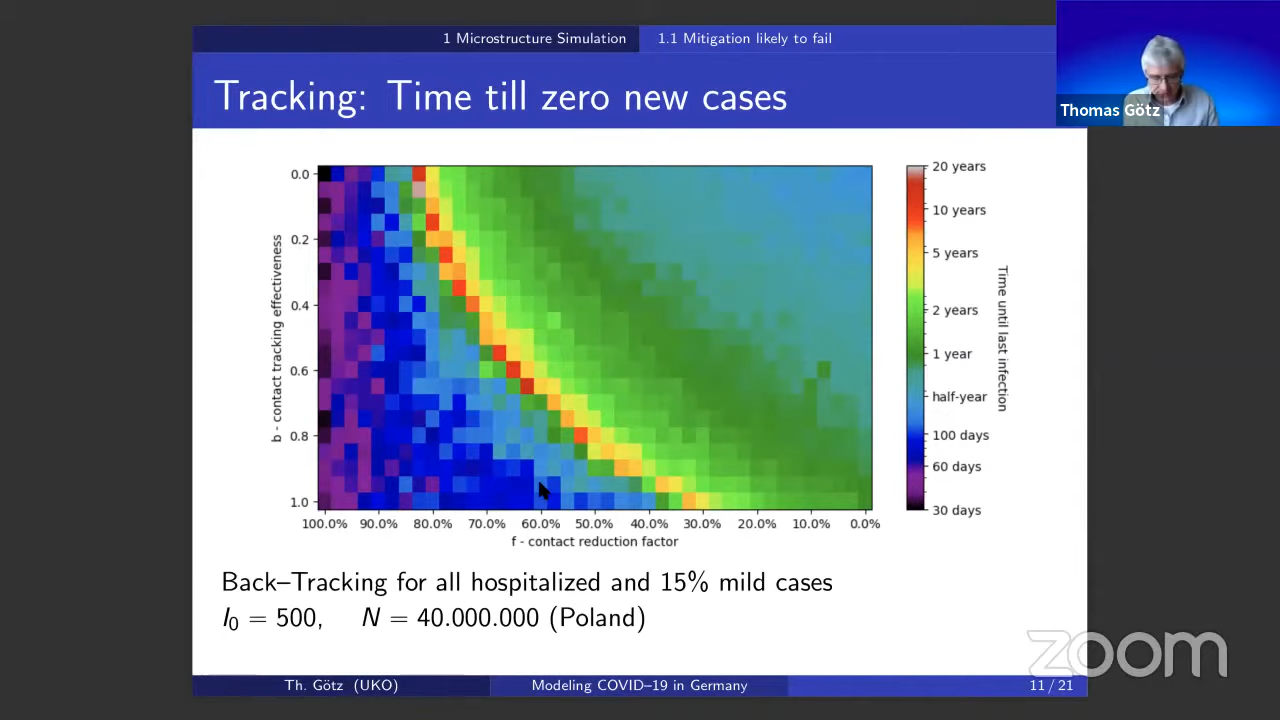 1 Microstructure Simulation 1.1 Mitigation likely to fail
Tracking: Time till zero new cases
Thomas Götz
b - contact tracking effectiveness
0.0
0.2
0.4
0.6
0.8
1.0
100.0% 90.0% 80.0% 70.0% 60.0% 50.0% 40.0% 30.0% 20.0% 10.0% 0.0%
f - contact reduction factor
20 years
10 years
5 years
2 years
1 year
half-year
100 days
60 days
30 days
Time until last infection
Back–Tracking for all hospitalized and 15% mild cases
I₀ = 500, N = 40.000.000 (Poland)
zoom
Th. Götz (UKO) Modeling COVID–19 in Germany 11 / 21